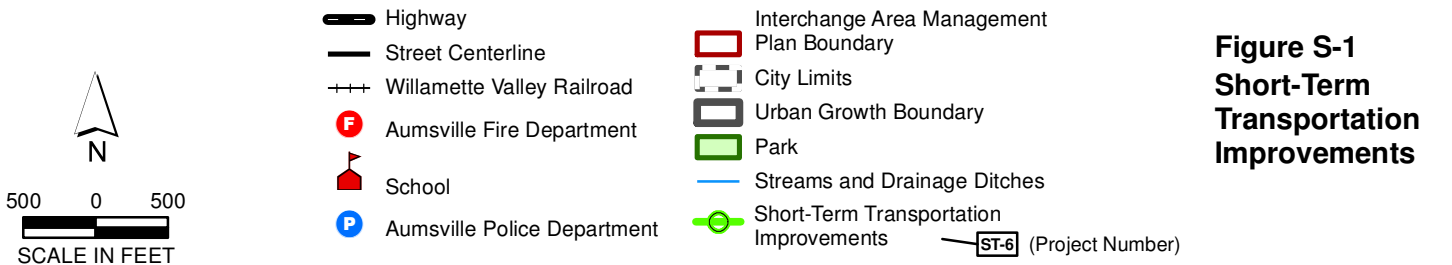 N
500 0 500
SCALE IN FEET
Highway
Street Centerline
Willamette Valley Railroad
F
Aumsville Fire Department
School
P
Aumsville Police Department
Interchange Area Management
Plan Boundary
City Limits
Urban Growth Boundary
Park
Streams and Drainage Ditches
Short-Term Transportation
Improvements
ST-6 (Project Number)
Figure S-1
Short-Term
Transportation
Improvements